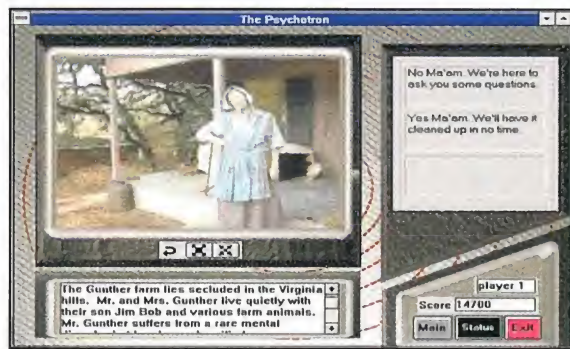 The Psychotron
No Ma'am. We're here to
ask you some questions.
Yes Ma'am. We'll have it
cleaned up in no time.
The Gunther farm lies secluded in the Virginia
hills. Mr. and Mrs. Gunther live quietly with
their son Jim Bob and various farm animals.
Mr. Gunther suffers from a rare mental
player 1
Score 14700
Main Status Exit